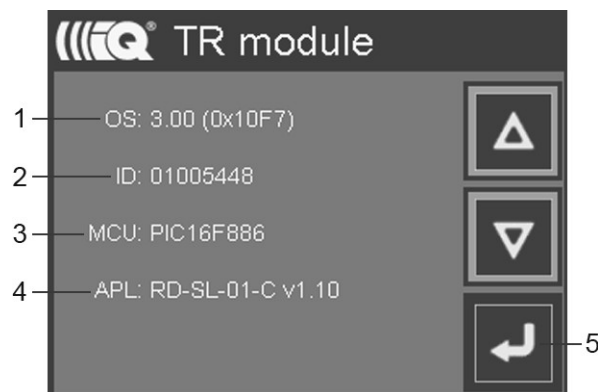 IQ® TR module
1 OS: 3.00 (0x10F7)
2 ID: 01005448
3 MCU: PIC16F886
4 APL: RD-SL-01-C v1.10
5